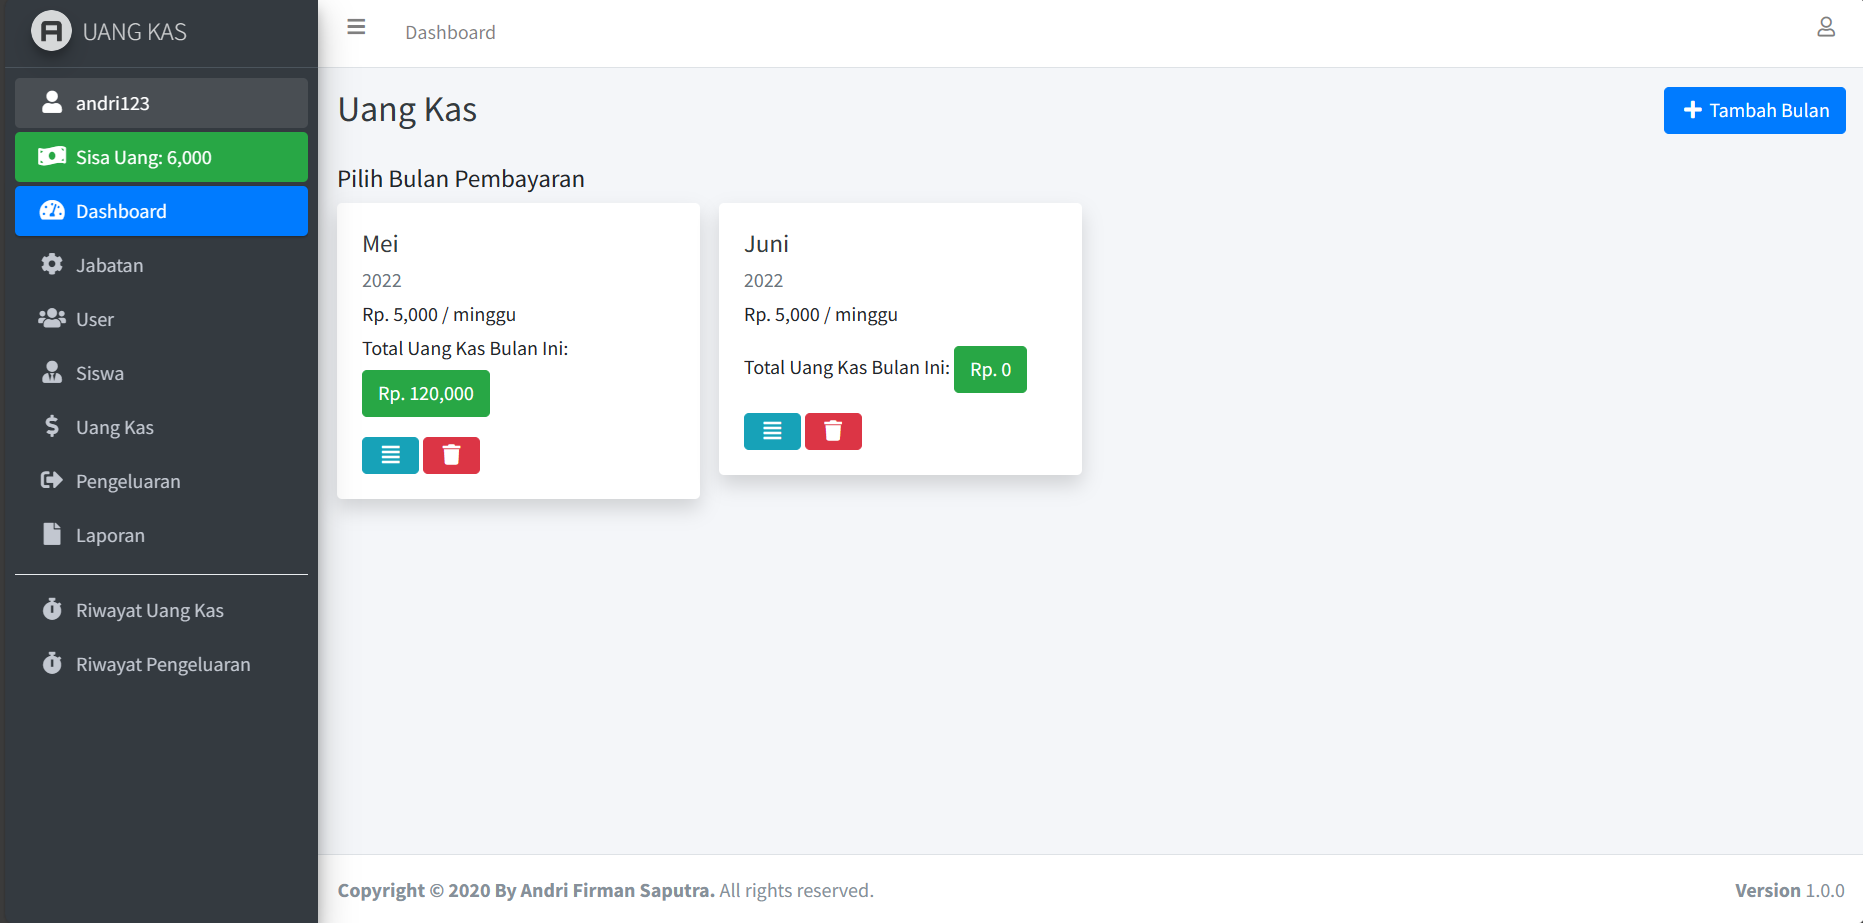 UANG KAS
andri123
Sisa Uang: 6,000
Dashboard
Jabatan
User
Siswa
Uang Kas
Pengeluaran
Laporan
Riwayat Uang Kas
Riwayat Pengeluaran
Dashboard
Uang Kas
Tambah Bulan
Pilih Bulan Pembayaran
Mei
2022
Rp. 5,000 / minggu
Total Uang Kas Bulan Ini:
Rp. 120,000
Juni
2022
Rp. 5,000 / minggu
Total Uang Kas Bulan Ini: Rp. 0
Copyright © 2020 By Andri Firman Saputra. All rights reserved.
Version 1.0.0